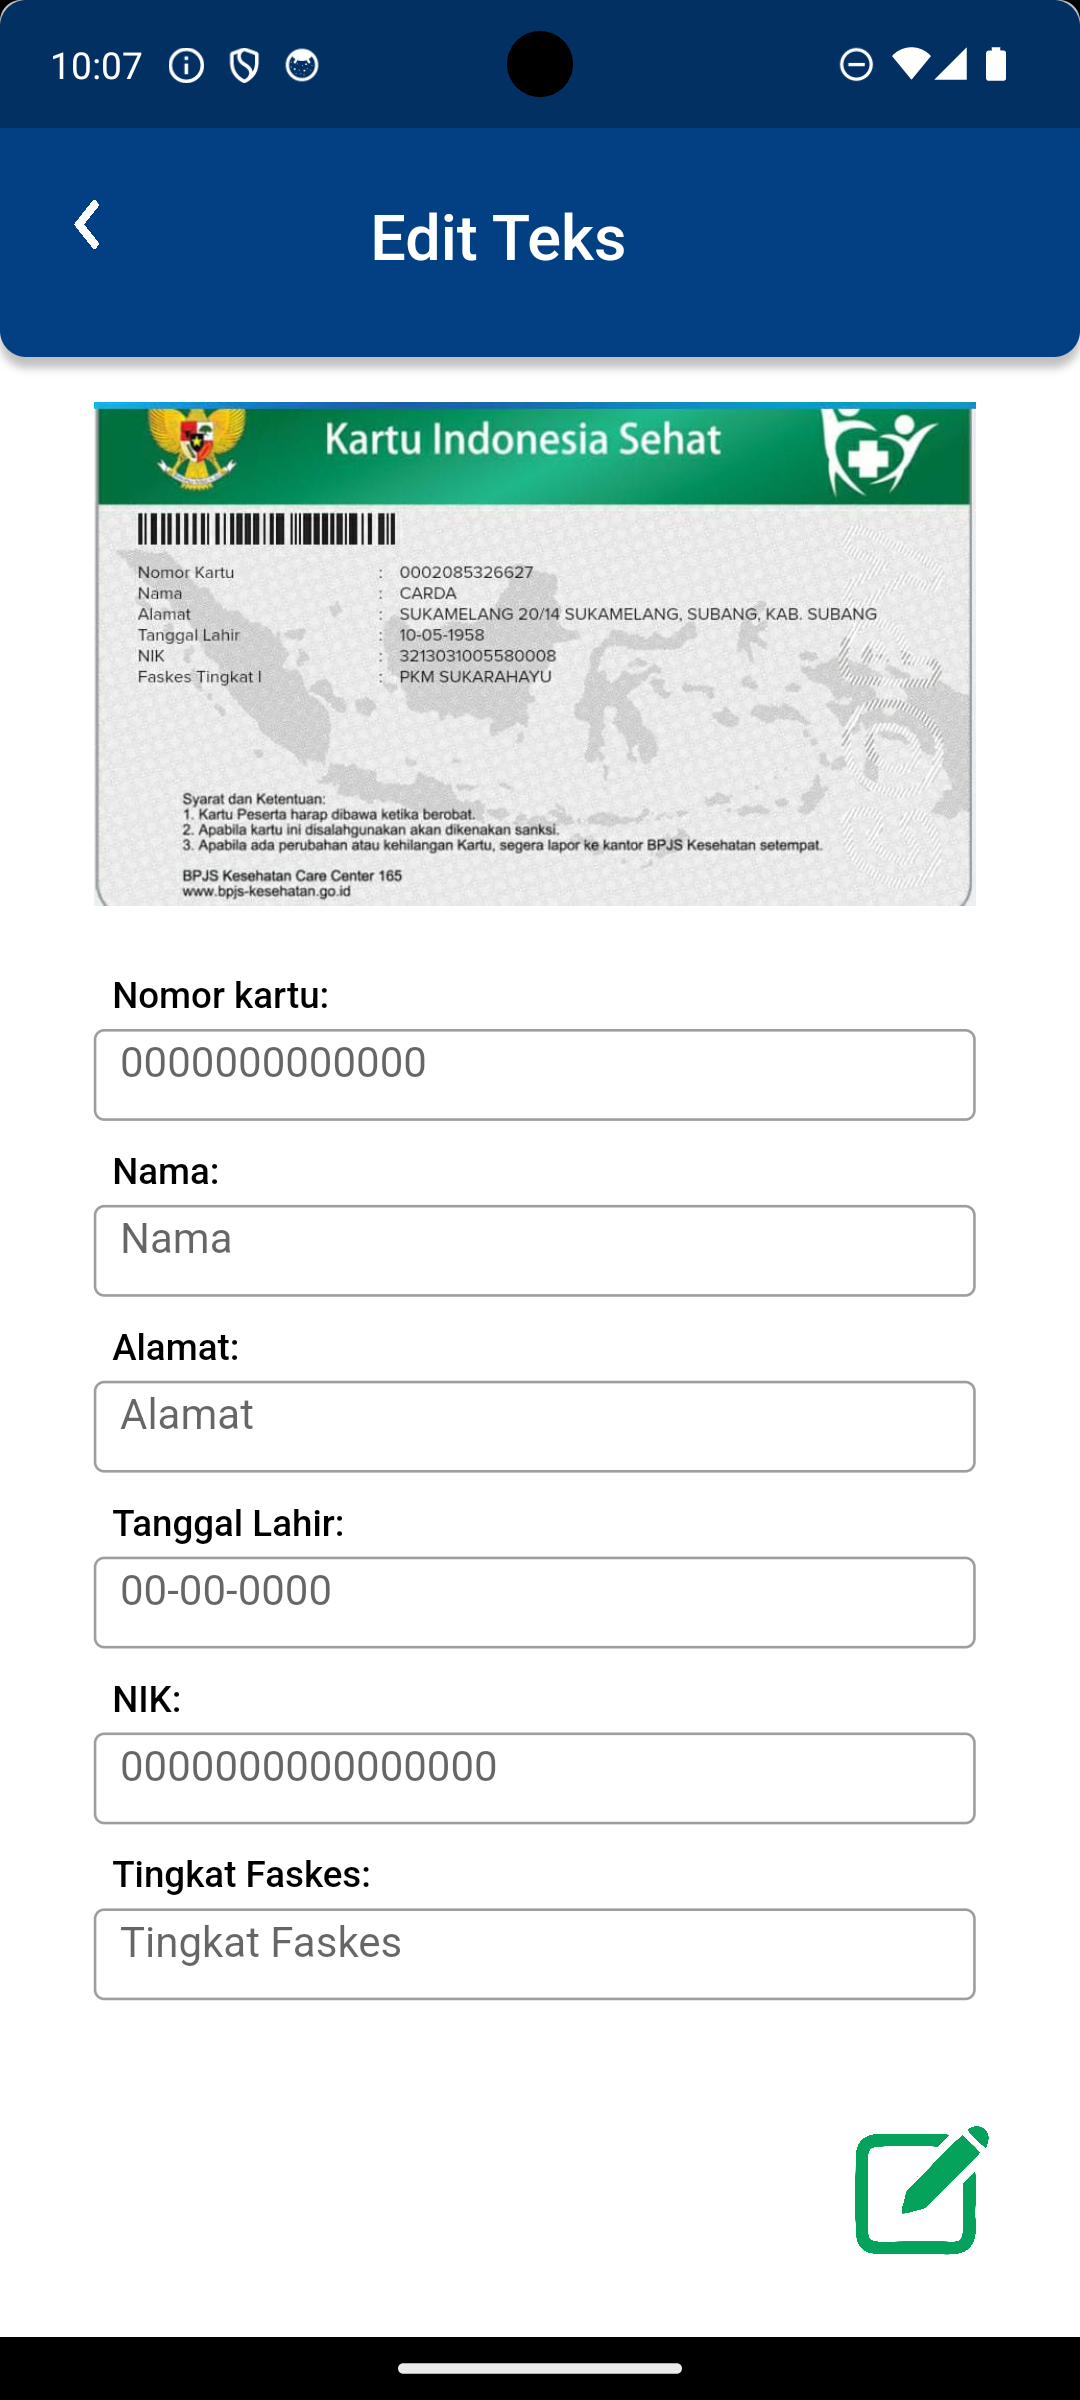 10:07
Edit Teks
Kartu Indonesia Sehat
Nomor Kartu : 0002085326627
Nama : CARDA
Alamat : SUKAMELANG 20/14 SUKAMELANG, SUBANG, KAB. SUBANG
Tanggal Lahir : 10-05-1958
NIK : 3213031005580008
Faskes Tingkat I : PKM SUKARAHAYU
Syarat dan Ketentuan:
1. Kartu Peserta harap dibawa ketika berobat.
2. Apabila kartu ini disalahgunakan akan dikenakan sanksi.
3. Apabila ada perubahan atau kehilangan Kartu, segera lapor ke kantor BPJS Kesehatan setempat.
BPJS Kesehatan Care Center 165
www.bpjs-kesehatan.go.id
Nomor kartu:
0000000000000
Nama:
Nama
Alamat:
Alamat
Tanggal Lahir:
00-00-0000
NIK:
0000000000000000
Tingkat Faskes:
Tingkat Faskes